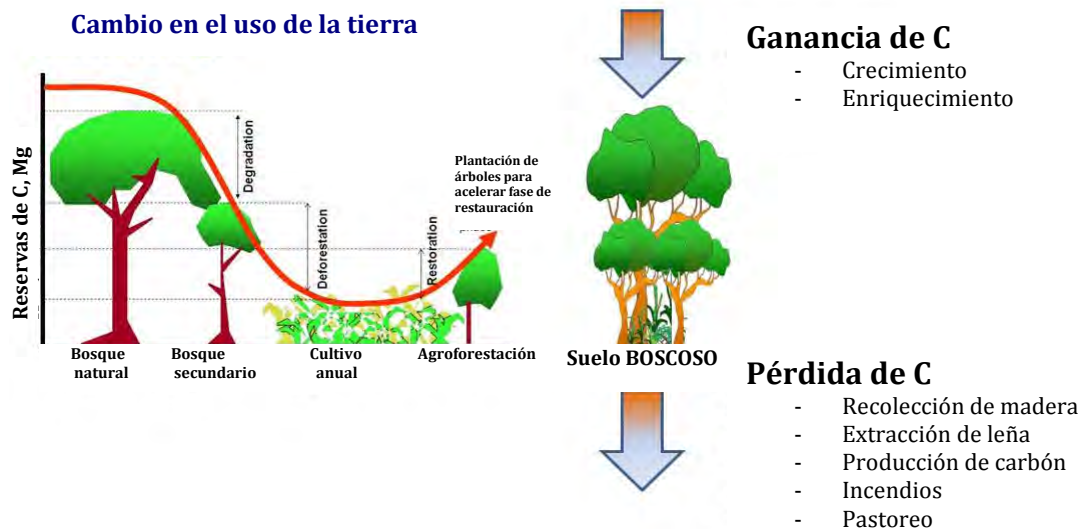 Cambio en el uso de la tierra
Reservas de C, Mg
Degradation
Deforestation
Restoration
Plantación de
árboles para
acelerar fase de
restauración
Bosque
natural
Bosque
secundario
Cultivo
anual
Agroforestación
Suelo BOSCOSO
Ganancia de C
- Crecimiento
- Enriquecimiento
Pérdida de C
- Recolección de madera
- Extracción de leña
- Producción de carbón
- Incendios
- Pastoreo